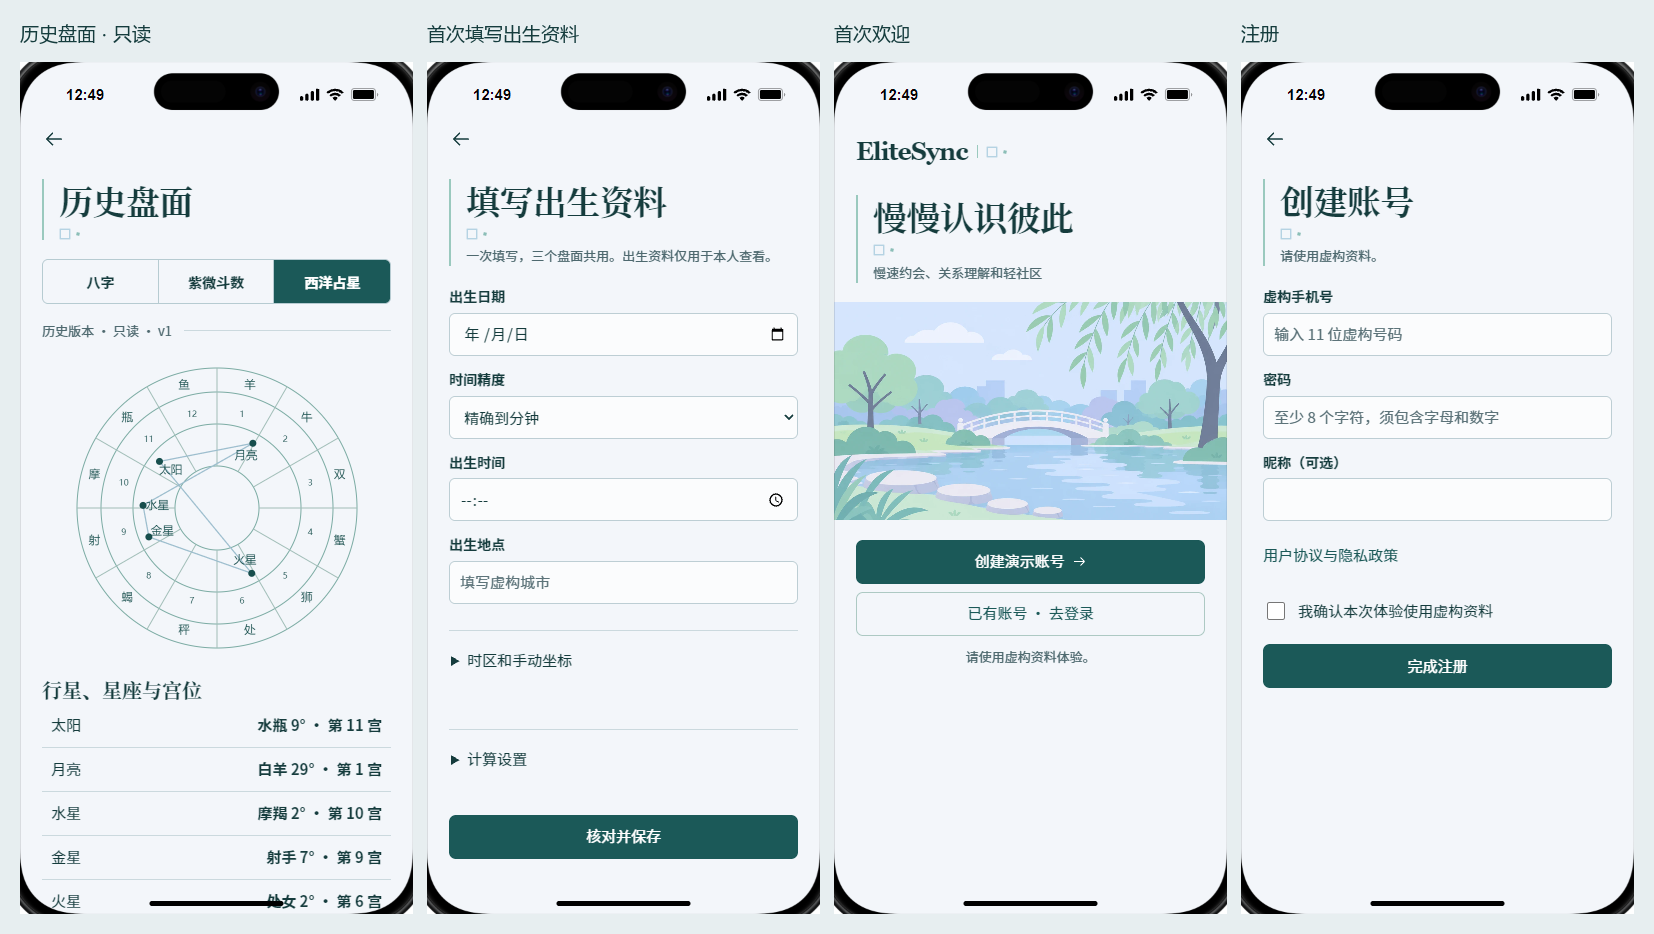 历史盘面 · 只读
12:49
历史盘面
八字 紫微斗数 西洋占星
历史版本 • 只读 • v1
鱼 羊
瓶 12 1 牛
11 2
月亮
太阳
摩 10 3 双
水星
金星
射 9 4 蟹
火星
8 5
蝎 7 6 狮
秤 处
行星、星座与宫位
太阳 水瓶 9° • 第 11 宫
月亮 白羊 29° • 第 1 宫
水星 摩羯 2° • 第 10 宫
金星 射手 7° • 第 9 宫
火星 处女 2° • 第 6 宫
首次填写出生资料
12:49
填写出生资料
一次填写，三个盘面共用。出生资料仅用于本人查看。
出生日期
年 /月/日
时间精度
精确到分钟
出生时间
--:--
出生地点
填写虚构城市
时区和手动坐标
计算设置
核对并保存
首次欢迎
12:49
EliteSync
慢慢认识彼此
慢速约会、关系理解和轻社区
创建演示账号 →
已有账号 • 去登录
请使用虚构资料体验。
注册
12:49
创建账号
请使用虚构资料。
虚构手机号
输入 11 位虚构号码
密码
至少 8 个字符，须包含字母和数字
昵称（可选）
用户协议与隐私政策
我确认本次体验使用虚构资料
完成注册